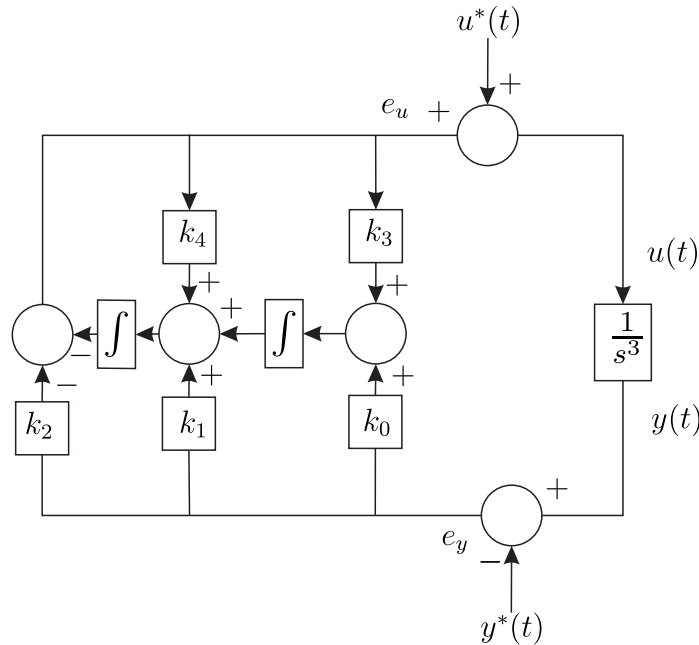 u*(t)
+
e_u +
k_4 k_3
+ +
+
u(t)
∫ + ∫
1/s^3
−
− + +
k_2 k_1 k_0
y(t)
+
e_y
−
y*(t)